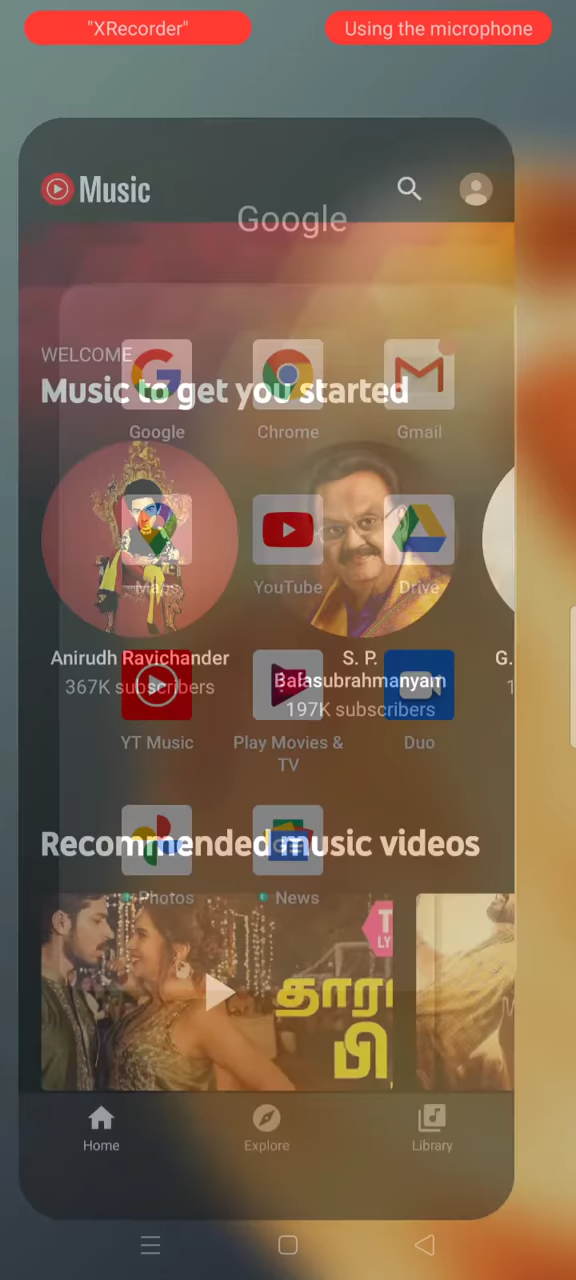 "XRecorder"
Using the microphone
Music
Google
WELCOME
Music to get you started
Google
Chrome
Gmail
Maps
YouTube
Drive
Anirudh Ravichander
367K subscribers
S. P.
Balasubrahmanyam
197K subscribers
G.
1
YT Music
Play Movies &
TV
Duo
Recommended music videos
Photos
News
தாரா
பி
Home
Explore
Library